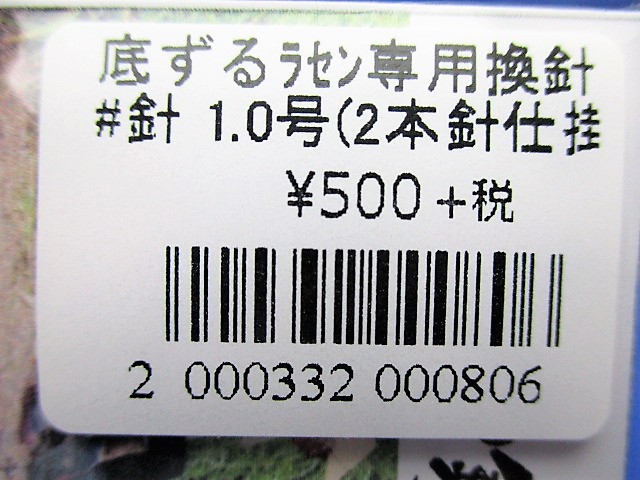 底ずるﾗｾﾝ専用換針
#針 1.0号(2本針仕掛
¥500 +税
2 000332 000806